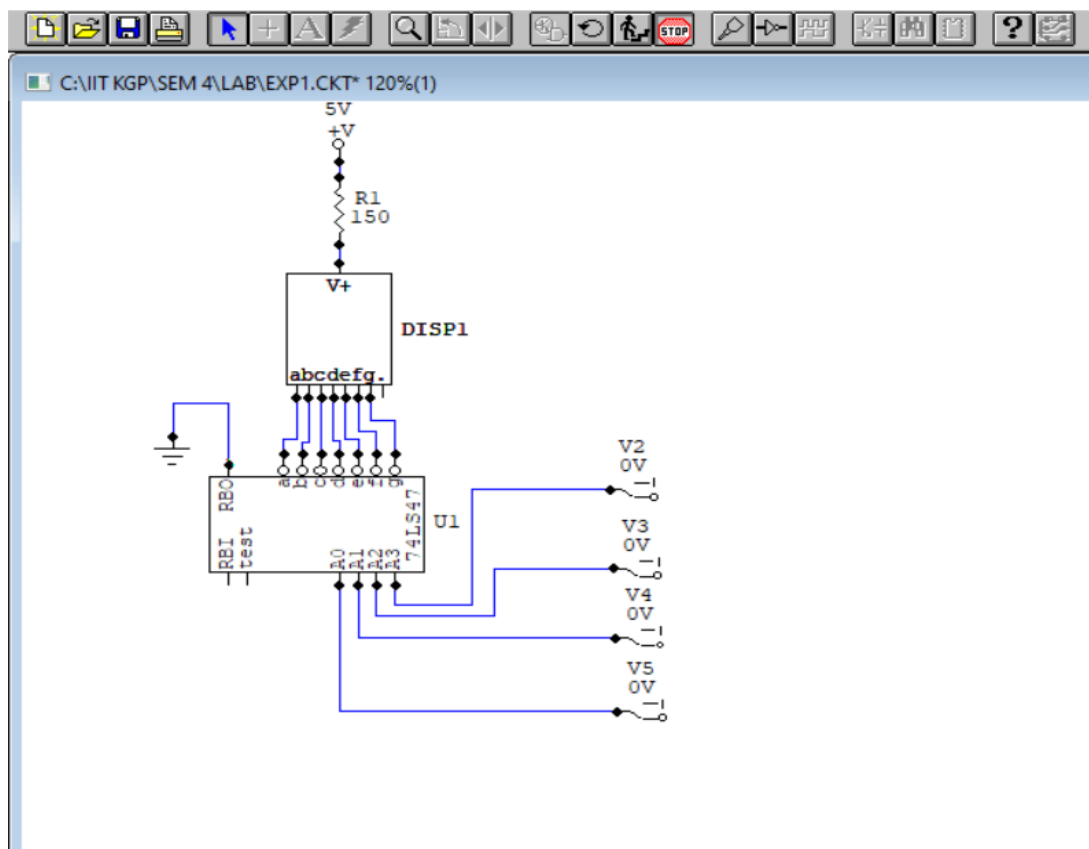 A
STOP
?
C:\IIT KGP\SEM 4\LAB\EXP1.CKT* 120%(1)
5V
+V
R1
150
V+
DISP1
abcdefg.
RBO
a
b
c
d
e
f
g
74LS47
U1
RBI
test
A0
A1
A2
A3
V2
0V
V3
0V
V4
0V
V5
0V